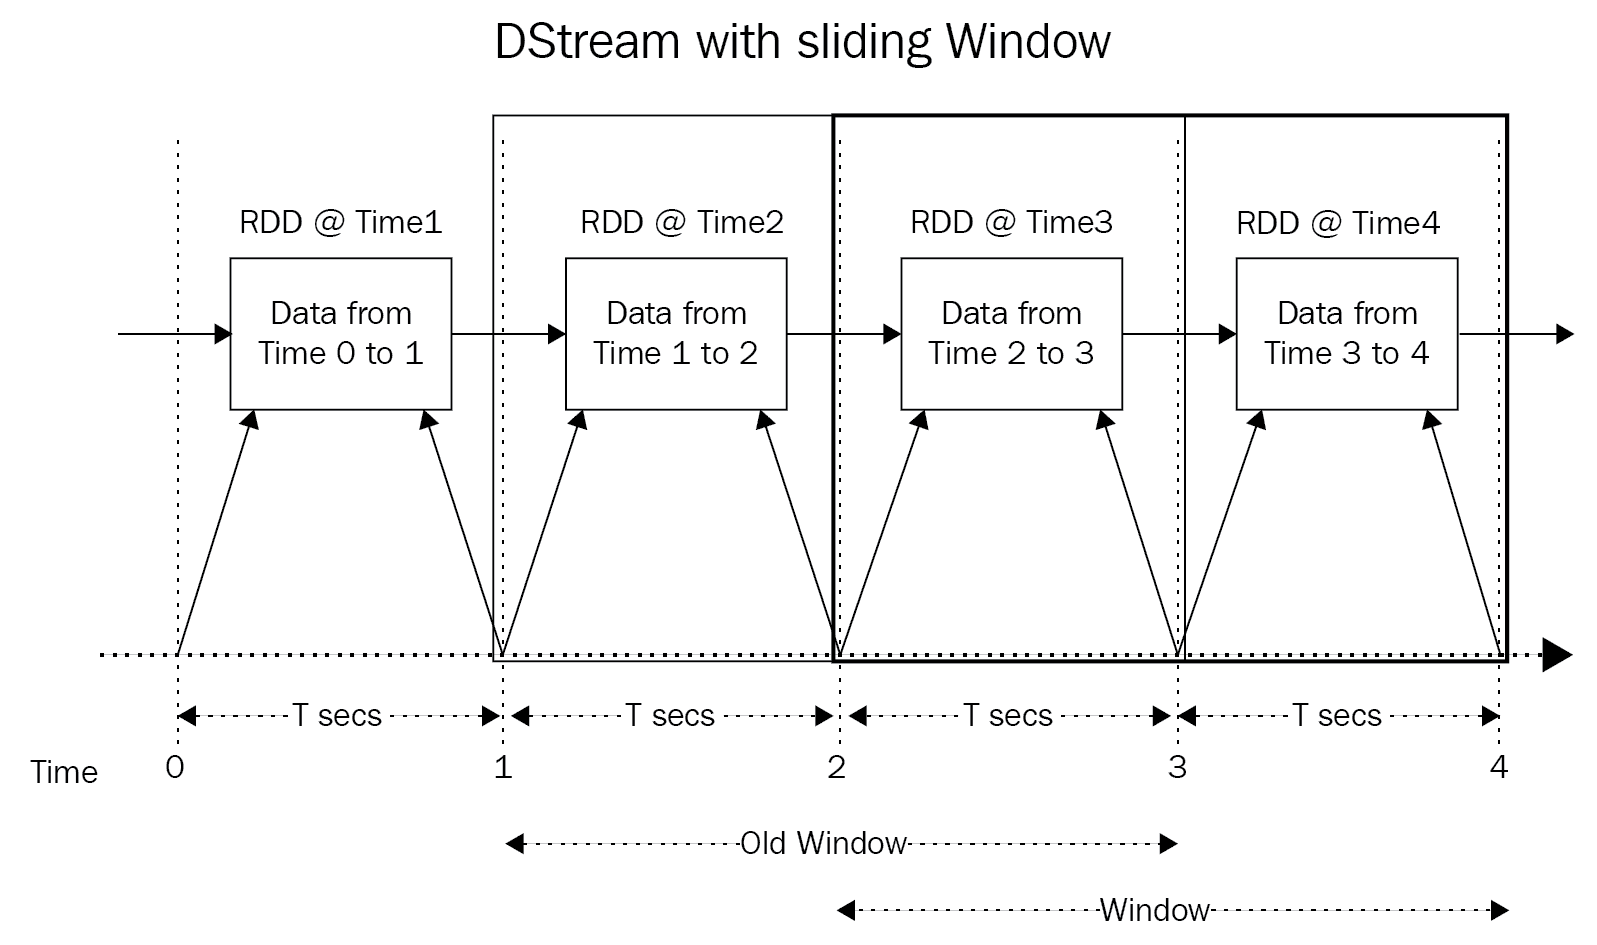 DStream with sliding Window
RDD @ Time1
RDD @ Time2
RDD @ Time3
RDD @ Time4
Data from
Time 0 to 1
Data from
Time 1 to 2
Data from
Time 2 to 3
Data from
Time 3 to 4
T secs
T secs
T secs
T secs
Time
0
1
2
3
4
Old Window
Window